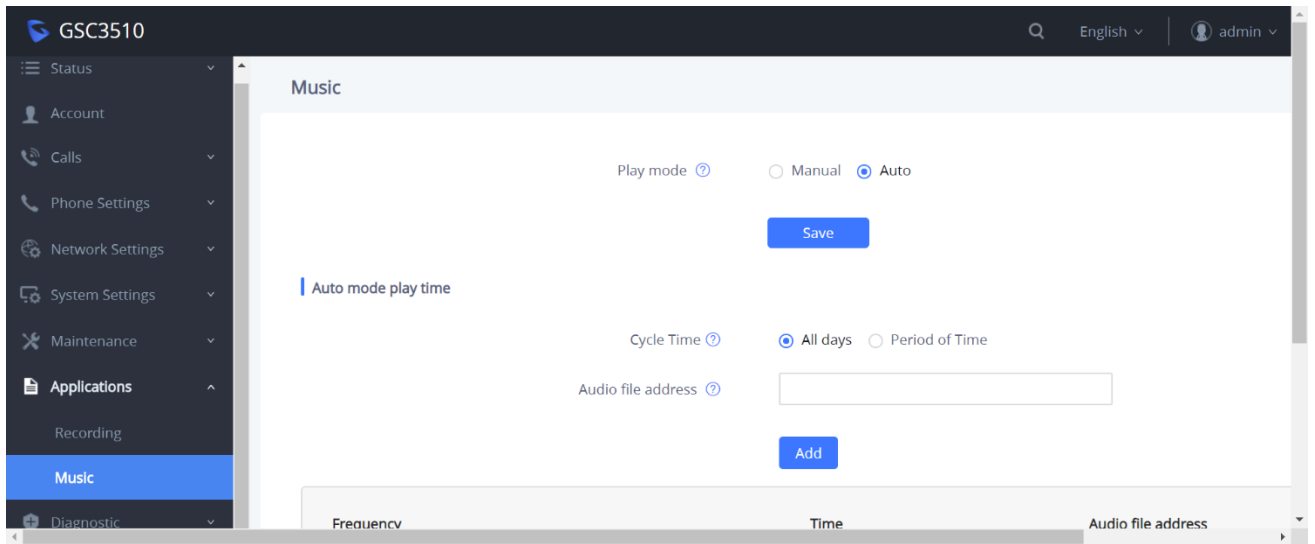 GSC3510
English
admin
Status
Account
Calls
Phone Settings
Network Settings
System Settings
Maintenance
Applications
Recording
Music
Diagnostic
Music
Play mode ?
Manual Auto
Save
Auto mode play time
Cycle Time ?
All days Period of Time
Audio file address ?
Add
Frequency Time Audio file address